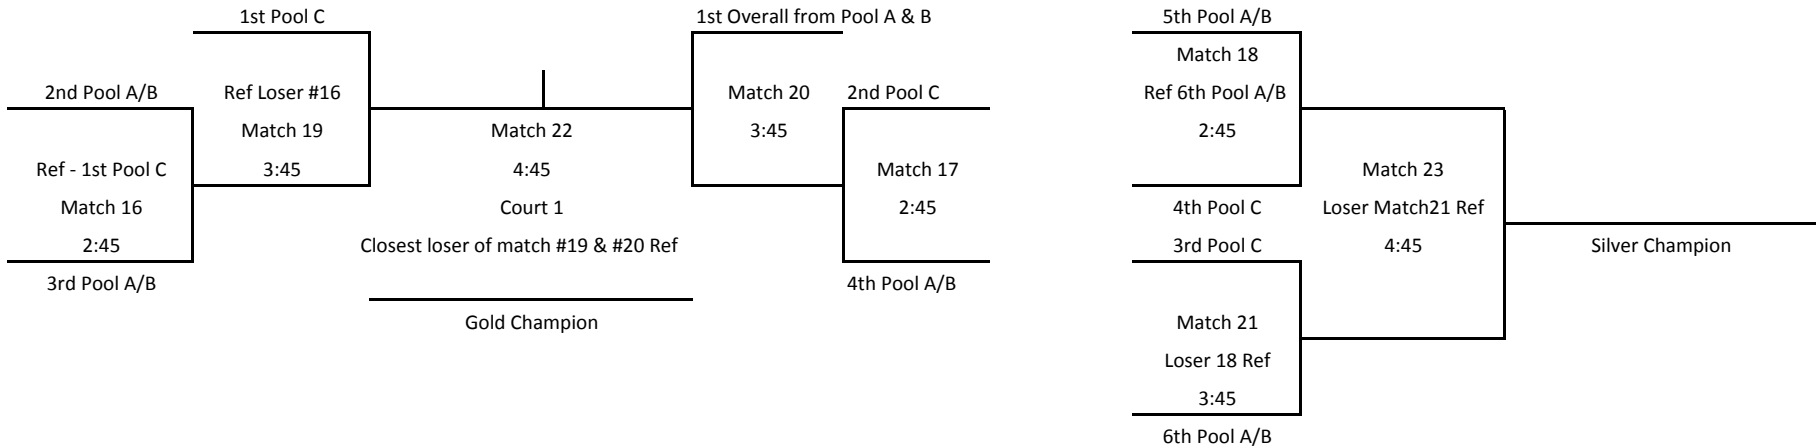 1st Pool C
1st Overall from Pool A & B
5th Pool A/B
Match 18
2nd Pool A/B
Ref Loser #16
Match 20
2nd Pool C
Ref 6th Pool A/B
Match 19
Match 22
3:45
2:45
Ref - 1st Pool C
3:45
4:45
Match 17
Match 23
Match 16
Court 1
2:45
4th Pool C
Loser Match21 Ref
2:45
Closest loser of match #19 & #20 Ref
3rd Pool C
4:45
Silver Champion
3rd Pool A/B
4th Pool A/B
Gold Champion
Match 21
Loser 18 Ref
3:45
6th Pool A/B